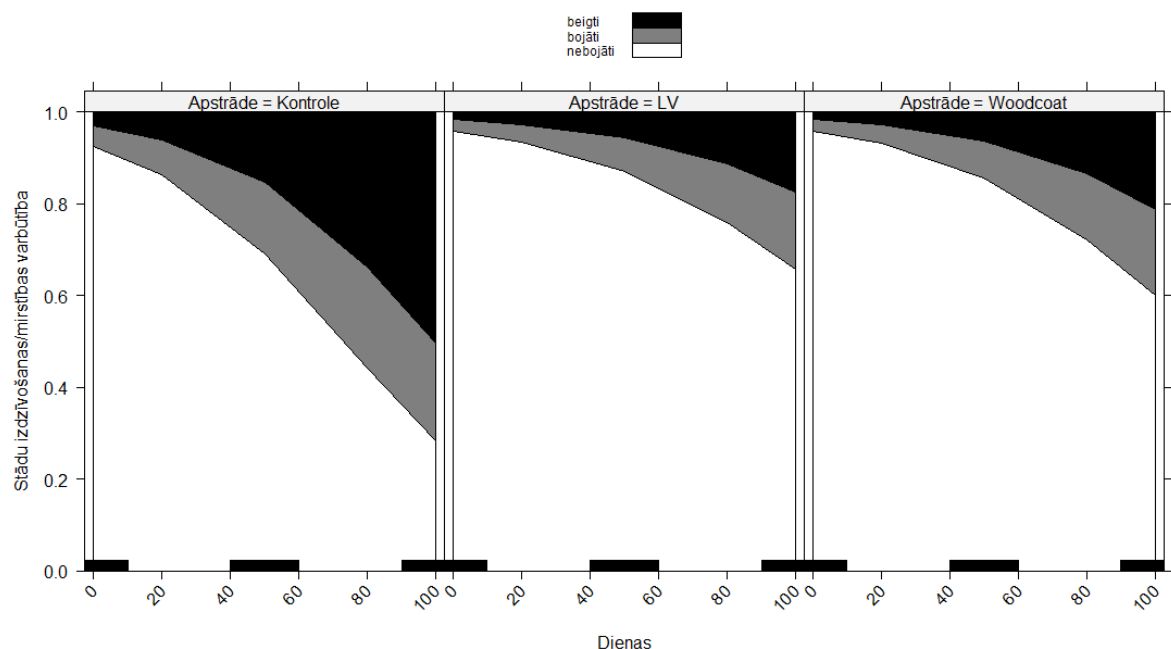 beigti
bojāti
nebojāti
Apstrāde = Kontrole
Apstrāde = LV
Apstrāde = Woodcoat
Stādu izdzīvošanas/mirstības varbūtība
1.0
0.8
0.6
0.4
0.2
0.0
0 20 40 60 80 100
0 20 40 60 80 100
0 20 40 60 80 100
Dienas